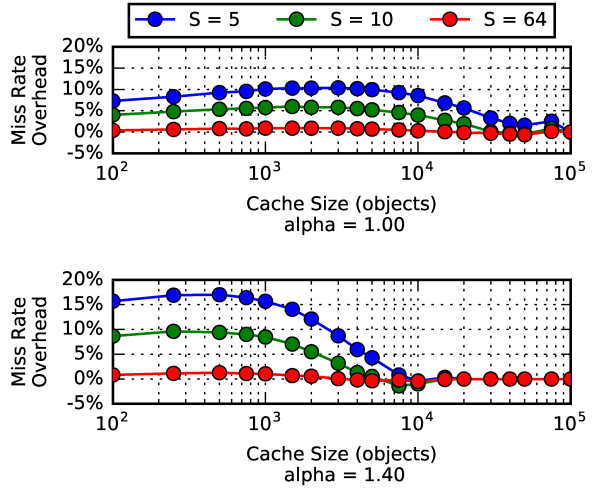 S = 5 S = 10 S = 64
20%
15%
10%
5%
0%
-5%
Miss Rate
Overhead
10^2 10^3 10^4 10^5
Cache Size (objects)
alpha = 1.00
20%
15%
10%
5%
0%
-5%
Miss Rate
Overhead
10^2 10^3 10^4 10^5
Cache Size (objects)
alpha = 1.40